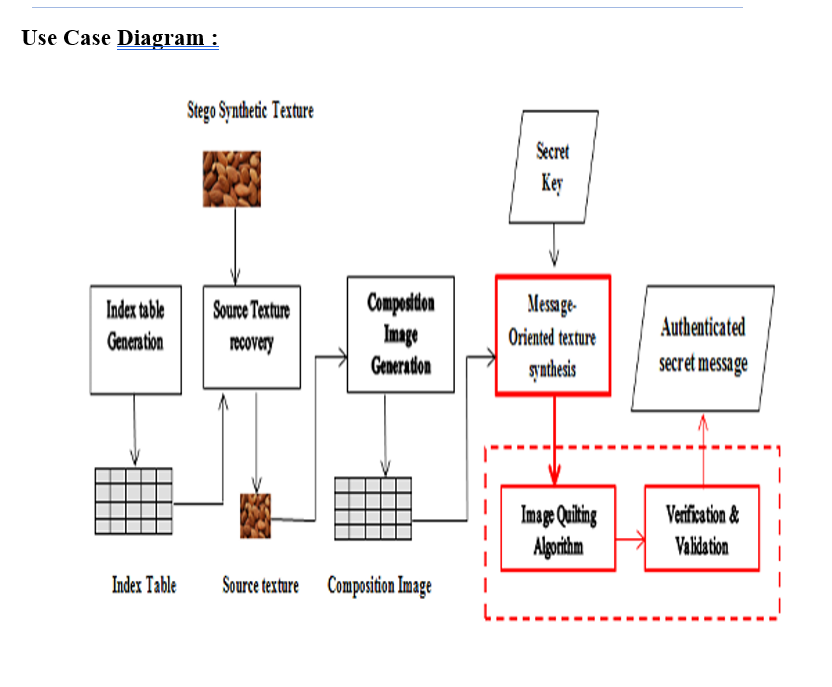 Use Case Diagram :
Stego Synthetic Texture
Secret
Key
Index table
Generation
Source Texture
recovery
Composition
Image
Generation
Message-
Oriented texture
synthesis
Authenticated
secret message
Image Quilting
Algorithm
Verification &
Validation
Index Table
Source texture
Composition Image